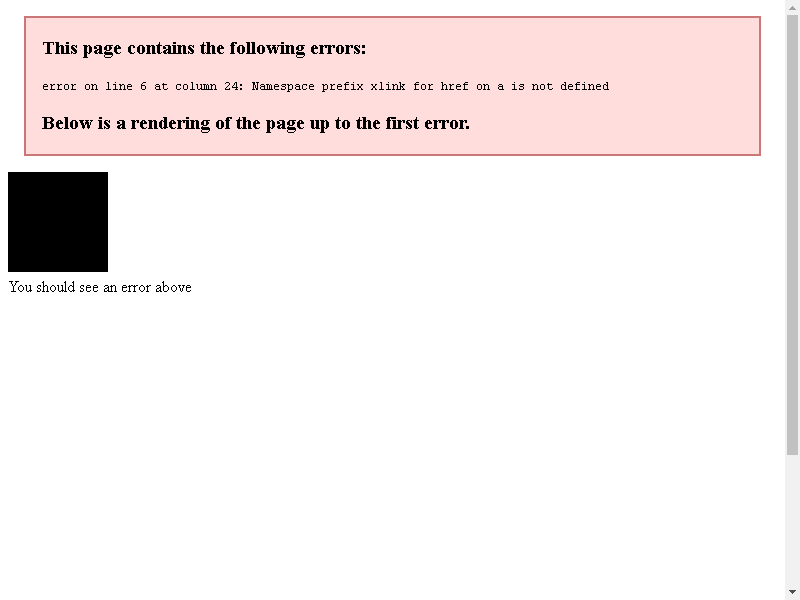 This page contains the following errors:
error on line 6 at column 24: Namespace prefix xlink for href on a is not defined
Below is a rendering of the page up to the first error.
You should see an error above